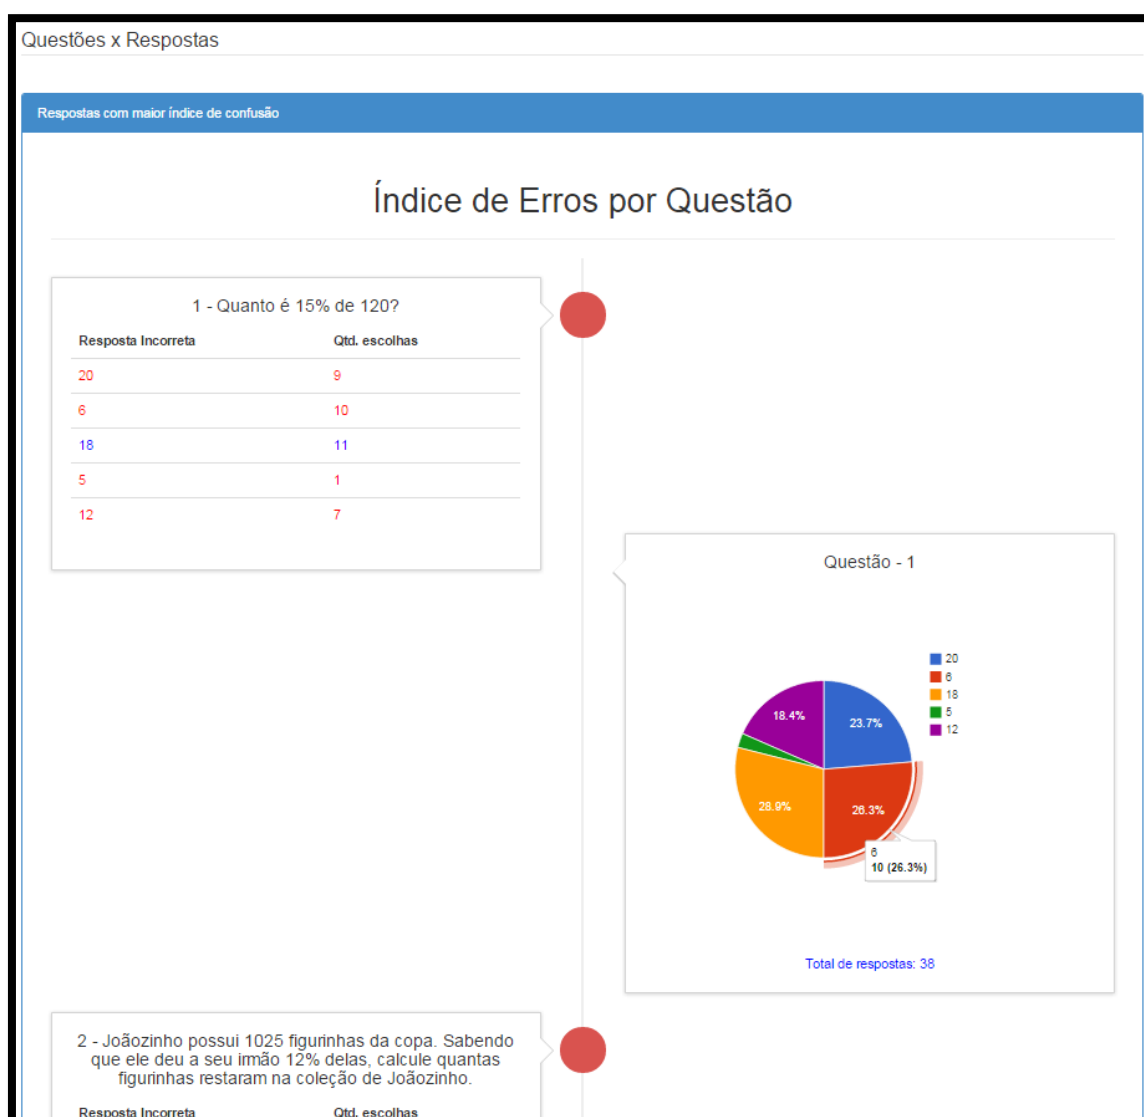 Questões x Respostas
Respostas com maior índice de confusão
Índice de Erros por Questão
1 - Quanto é 15% de 120?
Resposta Incorreta Qtd. escolhas
20 9
6 10
18 11
5 1
12 7
Questão - 1
20
6
18
5
12
18.4%
23.7%
28.9%
26.3%
6
10 (26.3%)
Total de respostas: 38
2 - Joãozinho possui 1025 figurinhas da copa. Sabendo
que ele deu a seu irmão 12% delas, calcule quantas
figurinhas restaram na coleção de Joãozinho.
Resposta Incorreta Qtd. escolhas